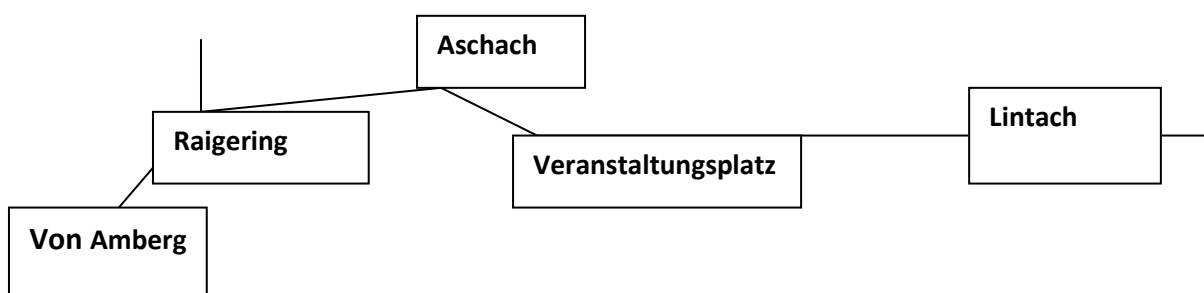 Aschach
Lintach
Raigering
Veranstaltungsplatz
Von Amberg